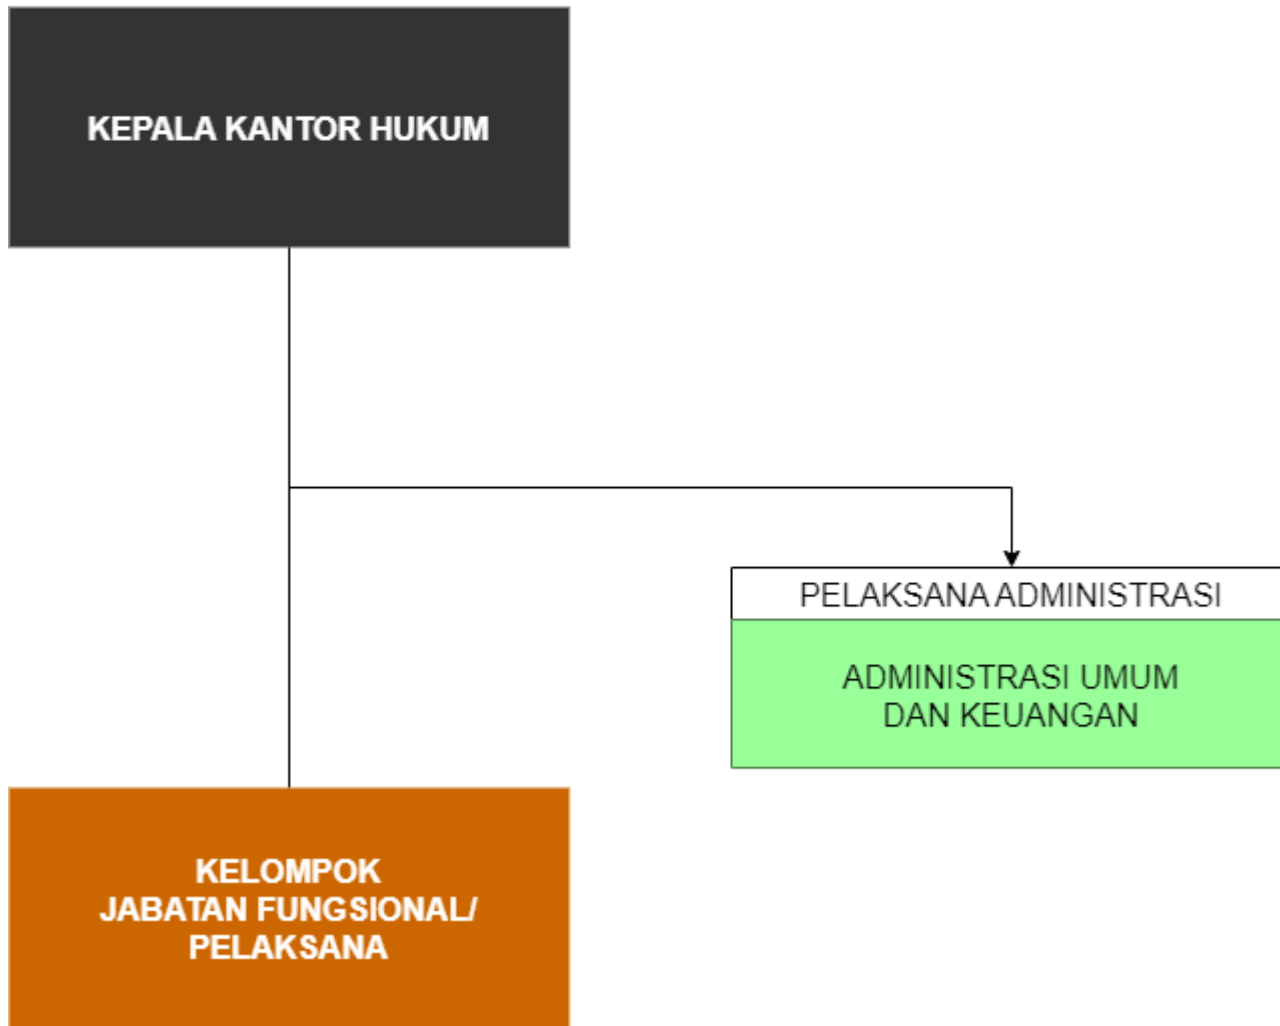 KEPALA KANTOR HUKUM
PELAKSANA ADMINISTRASI
ADMINISTRASI UMUM
DAN KEUANGAN
KELOMPOK
JABATAN FUNGSIONAL/
PELAKSANA